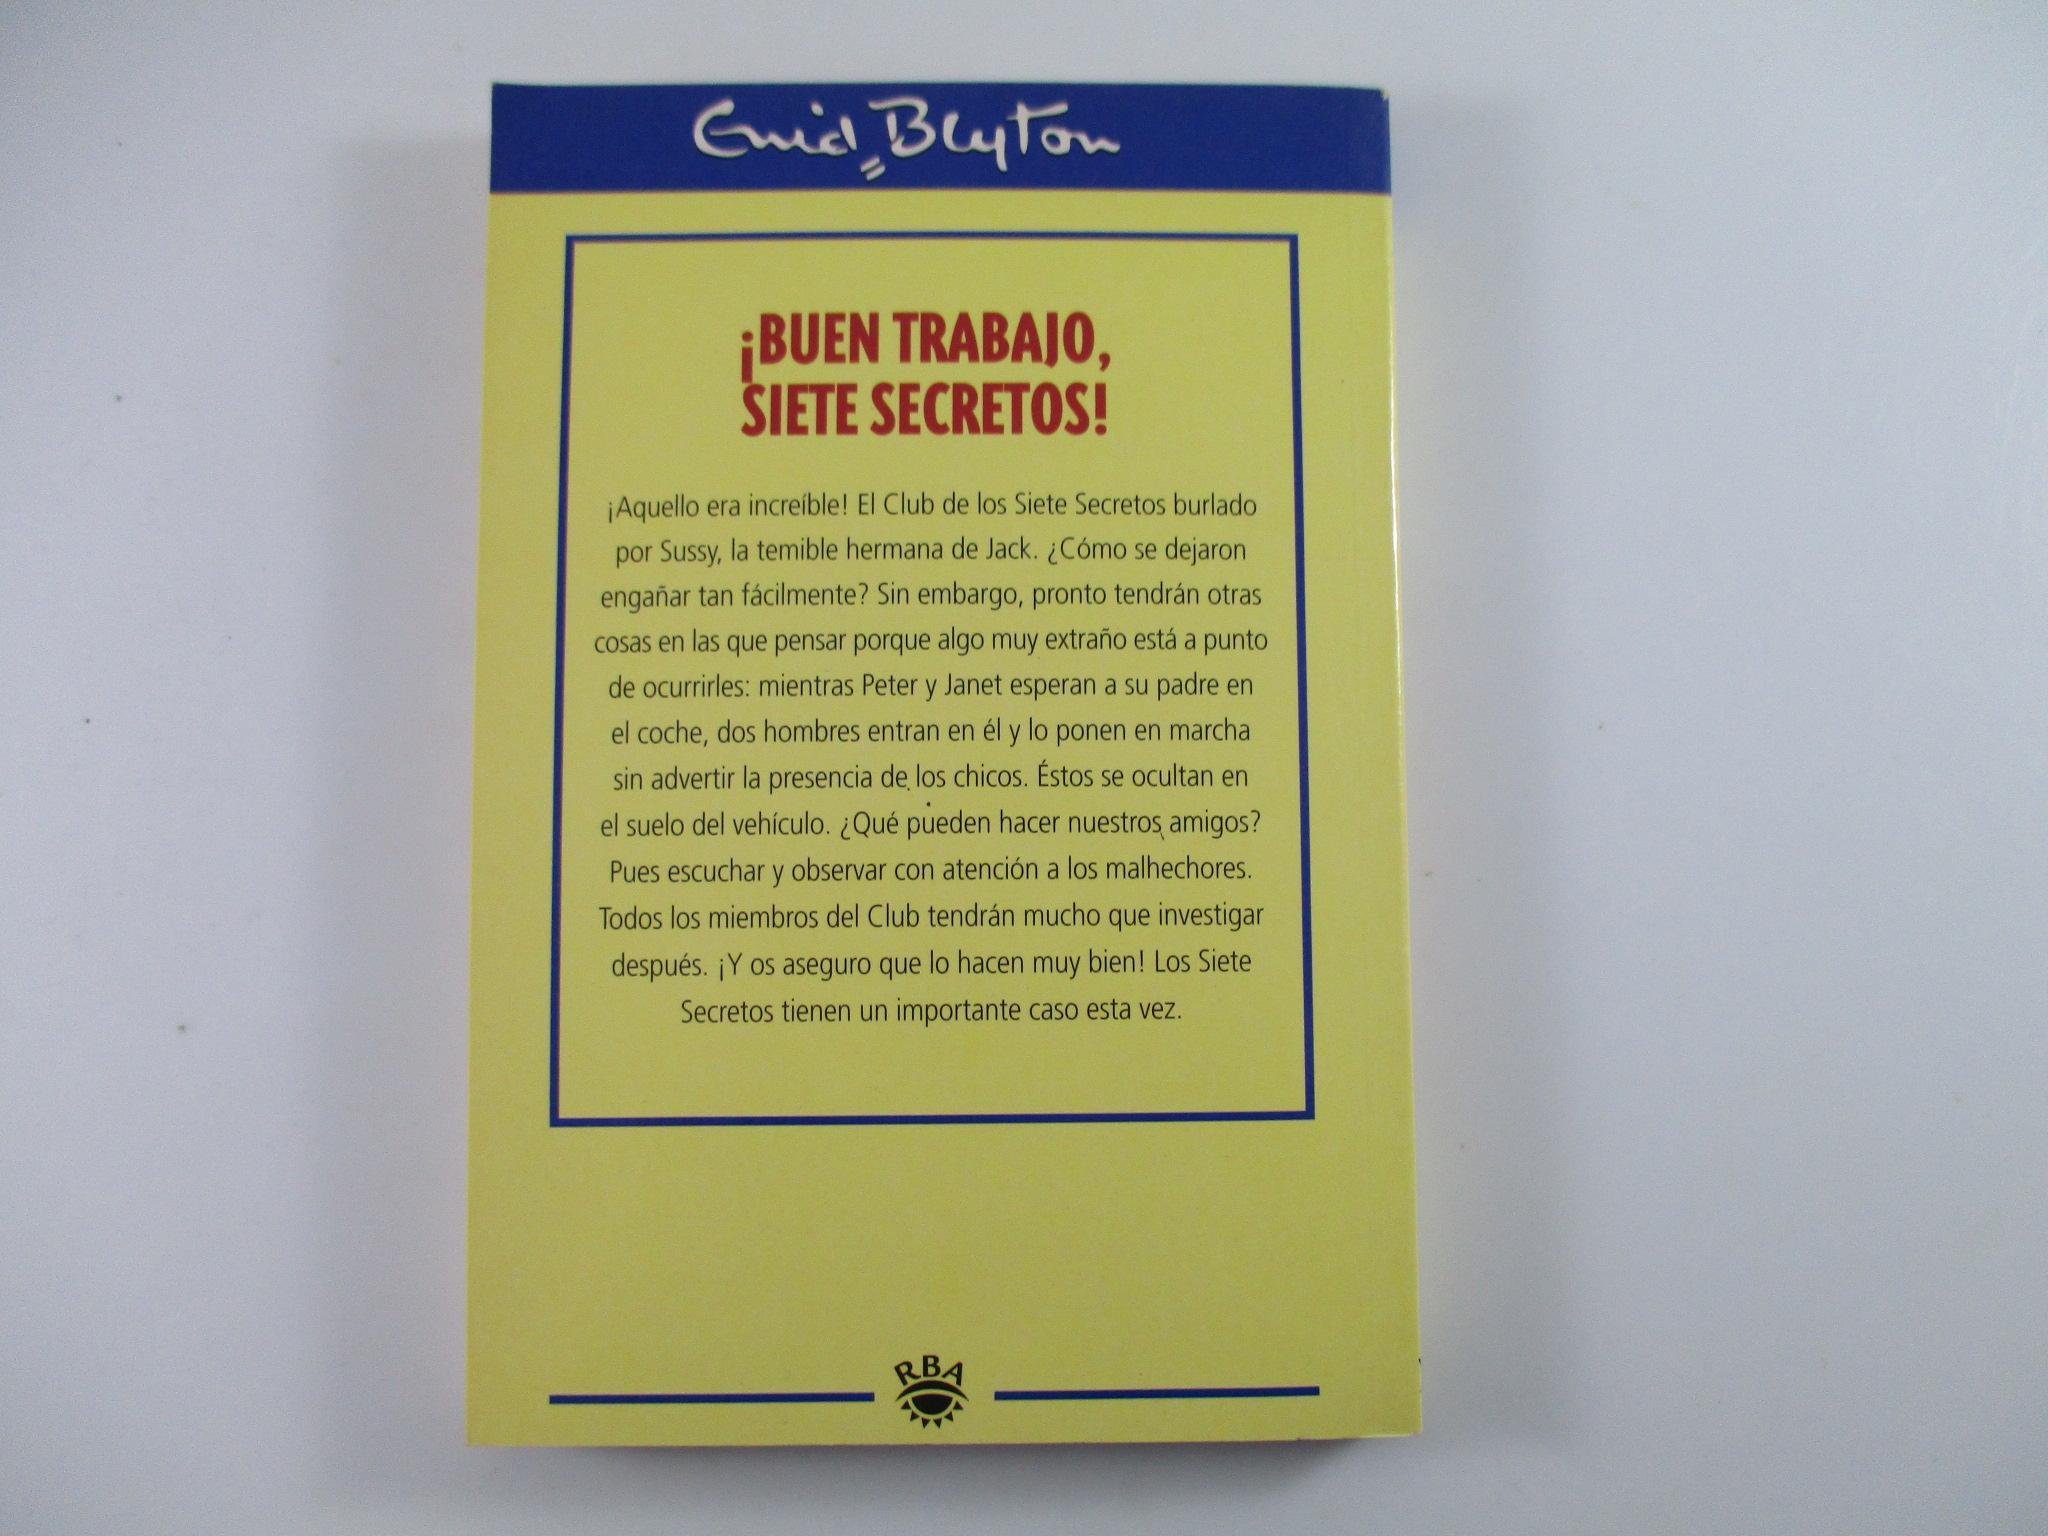 Enid Blyton
¡BUEN TRABAJO,
SIETE SECRETOS!
¡Aquello era increíble! El Club de los Siete Secretos burlado
por Sussy, la temible hermana de Jack. ¿Cómo se dejaron
engañar tan fácilmente? Sin embargo, pronto tendrán otras
cosas en las que pensar porque algo muy extraño está a punto
de ocurrirles: mientras Peter y Janet esperan a su padre en
el coche, dos hombres entran en él y lo ponen en marcha
sin advertir la presencia de los chicos. Éstos se ocultan en
el suelo del vehículo. ¿Qué pueden hacer nuestros amigos?
Pues escuchar y observar con atención a los malhechores.
Todos los miembros del Club tendrán mucho que investigar
después. ¡Y os aseguro que lo hacen muy bien! Los Siete
Secretos tienen un importante caso esta vez.
RBA